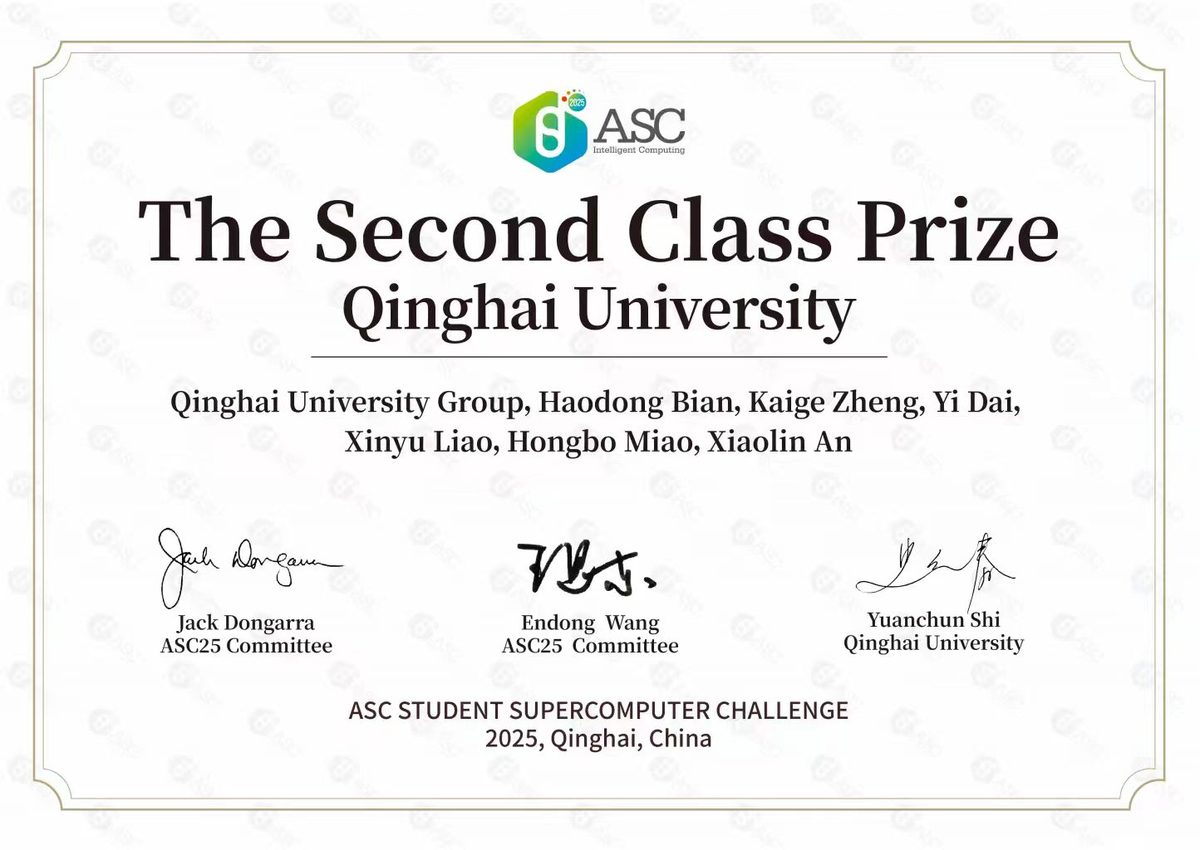 2025
ASC
Intelligent Computing
The Second Class Prize
Qinghai University
Qinghai University Group, Haodong Bian, Kaige Zheng, Yi Dai,
Xinyu Liao, Hongbo Miao, Xiaolin An
Jack Dongarra
Jack Dongarra
ASC25 Committee
Endong Wang
ASC25 Committee
Yuanchun Shi
Qinghai University
ASC STUDENT SUPERCOMPUTER CHALLENGE
2025, Qinghai, China